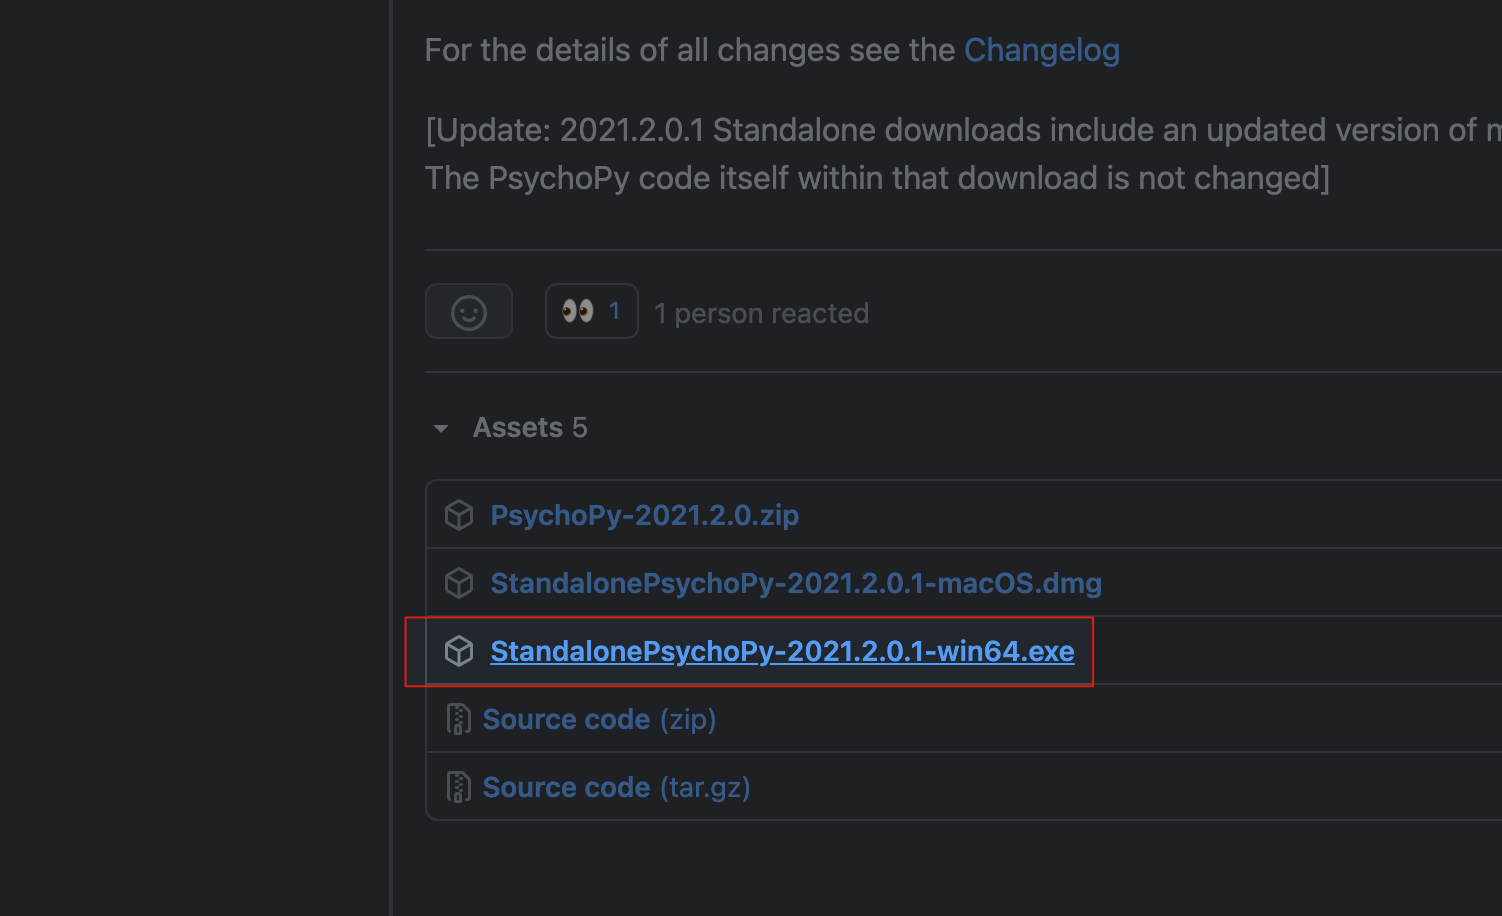 For the details of all changes see the Changelog
[Update: 2021.2.0.1 Standalone downloads include an updated version of
The PsychoPy code itself within that download is not changed]
1 1 person reacted
Assets 5
PsychoPy-2021.2.0.zip
StandalonePsychoPy-2021.2.0.1-macOS.dmg
StandalonePsychoPy-2021.2.0.1-win64.exe
Source code (zip)
Source code (tar.gz)